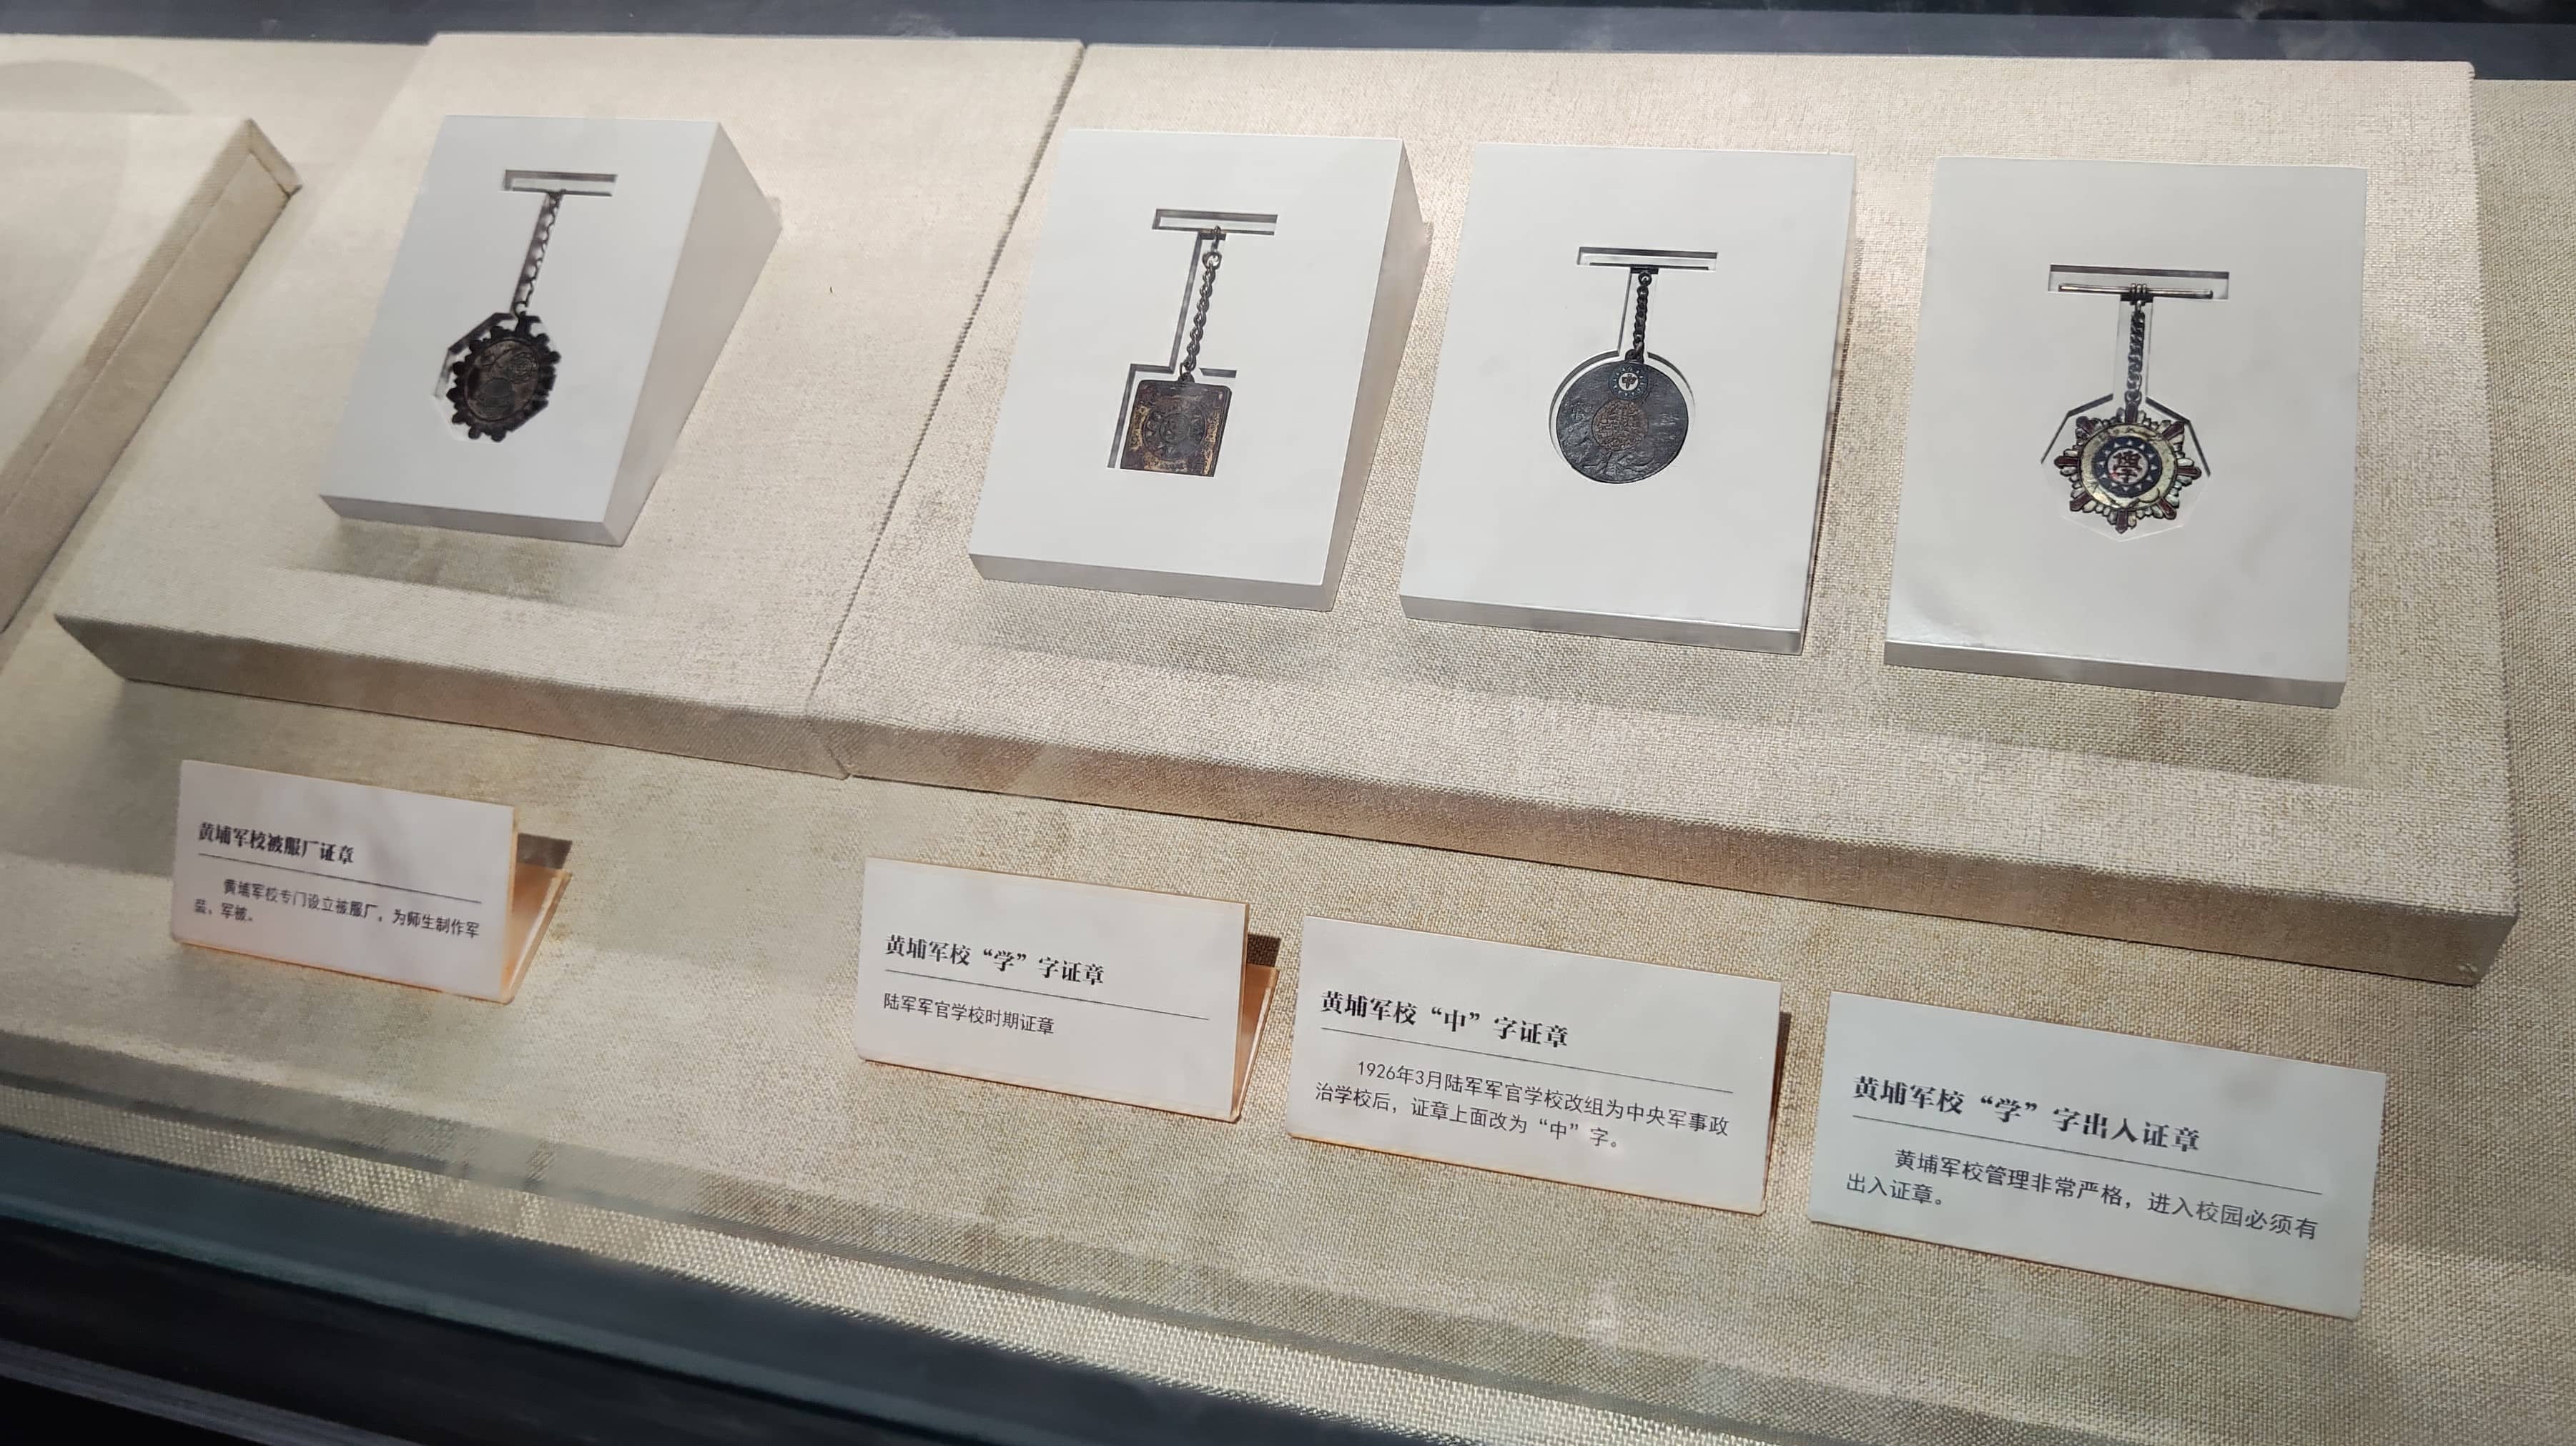 黄埔军校被服厂证章
黄埔军校专门设立被服厂，为师生制作军
装、军被。
黄埔军校“学”字证章
陆军军官学校时期证章
黄埔军校“中”字证章
1926年3月陆军军官学校改组为中央军事政
治学校后，证章上面改为“中”字。
黄埔军校“学”字出入证章
黄埔军校管理非常严格，进入校园必须有
出入证章。
中
學